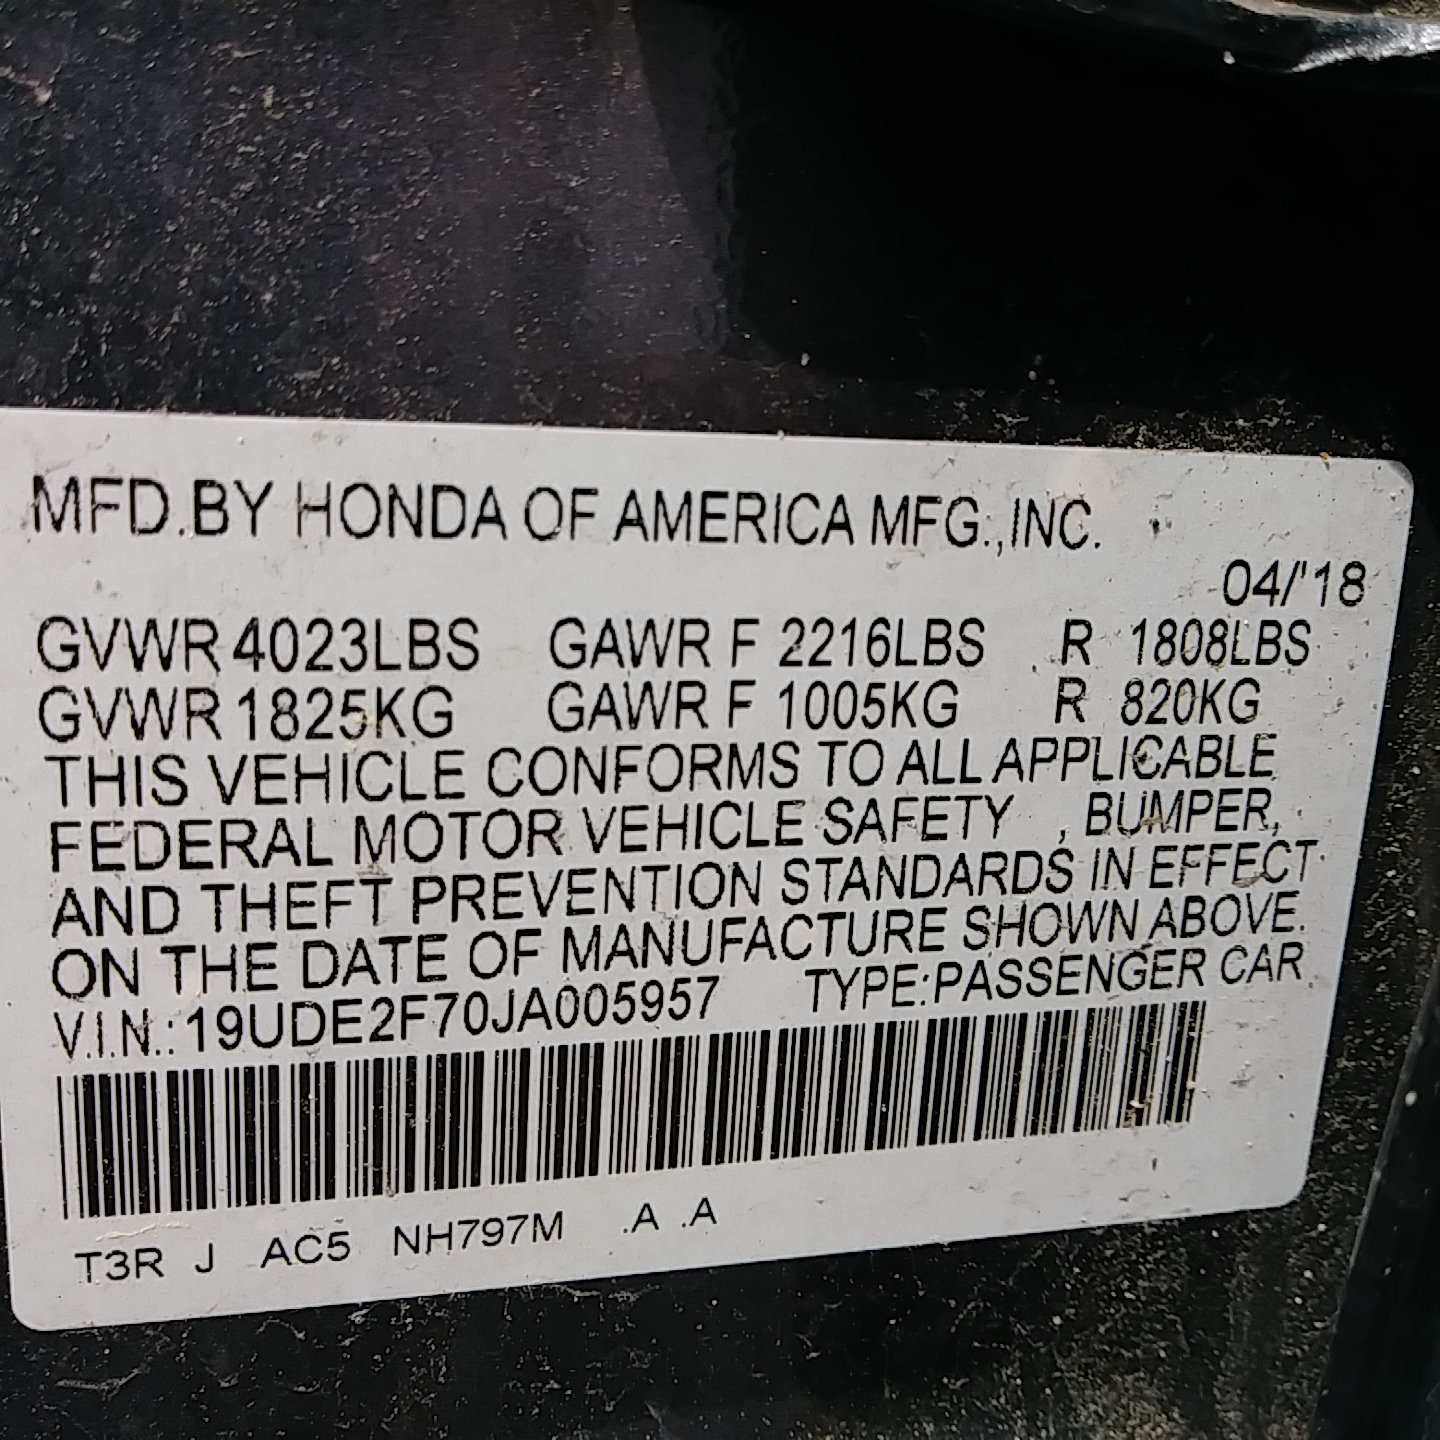 MFD.BY HONDA OF AMERICA MFG.,INC.
04/'18
GVWR 4023LBS GAWR F 2216LBS R 1808LBS
GVWR 1825KG GAWR F 1005KG R 820KG
THIS VEHICLE CONFORMS TO ALL APPLICABLE
FEDERAL MOTOR VEHICLE SAFETY , BUMPER,
AND THEFT PREVENTION STANDARDS IN EFFECT
ON THE DATE OF MANUFACTURE SHOWN ABOVE.
V.I.N.: 19UDE2F70JA005957 TYPE:PASSENGER CAR
T3R J AC5 NH797M .A .A